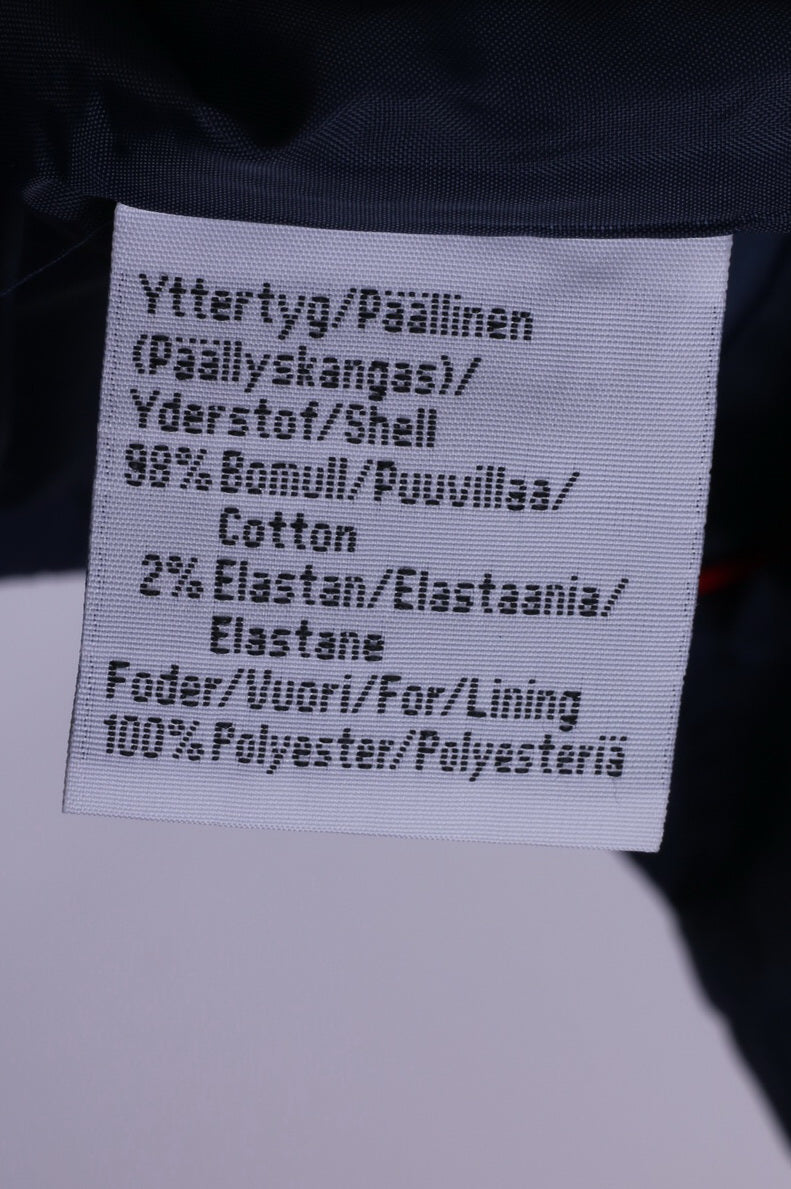 Yttertyg/Päällinen
(Päällyskangas)/
Yderstof/Shell
98% Bomull/Puuvillaa/
Cotton
2% Elastan/Elastaania/
Elastane
Foder/Vuori/For/Lining
100% Polyester/Polyesteriä